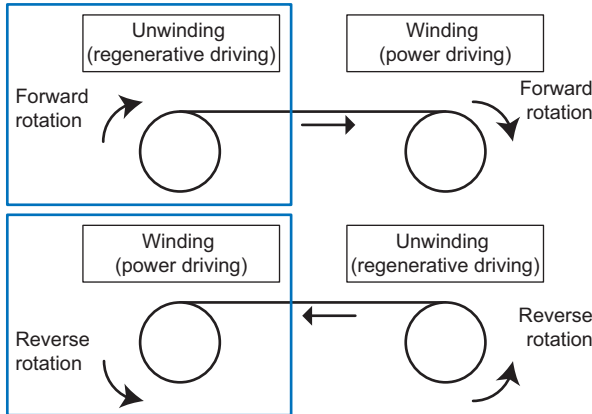 Unwinding
(regenerative driving)
Winding
(power driving)
Forward
rotation
Forward
rotation
Winding
(power driving)
Unwinding
(regenerative driving)
Reverse
rotation
Reverse
rotation